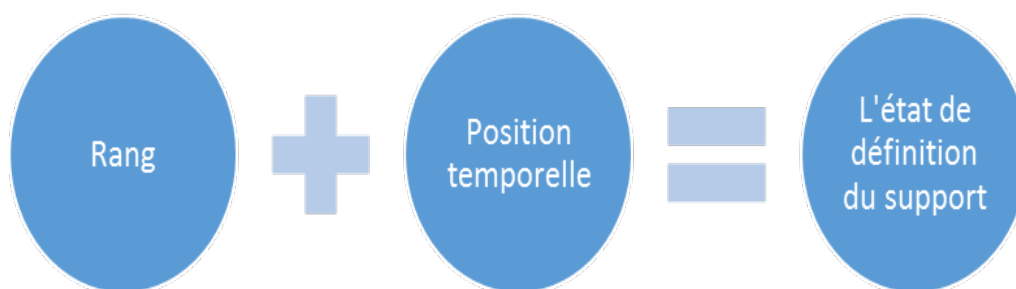 Rang
Position
temporelle
L'état de
définition
du support